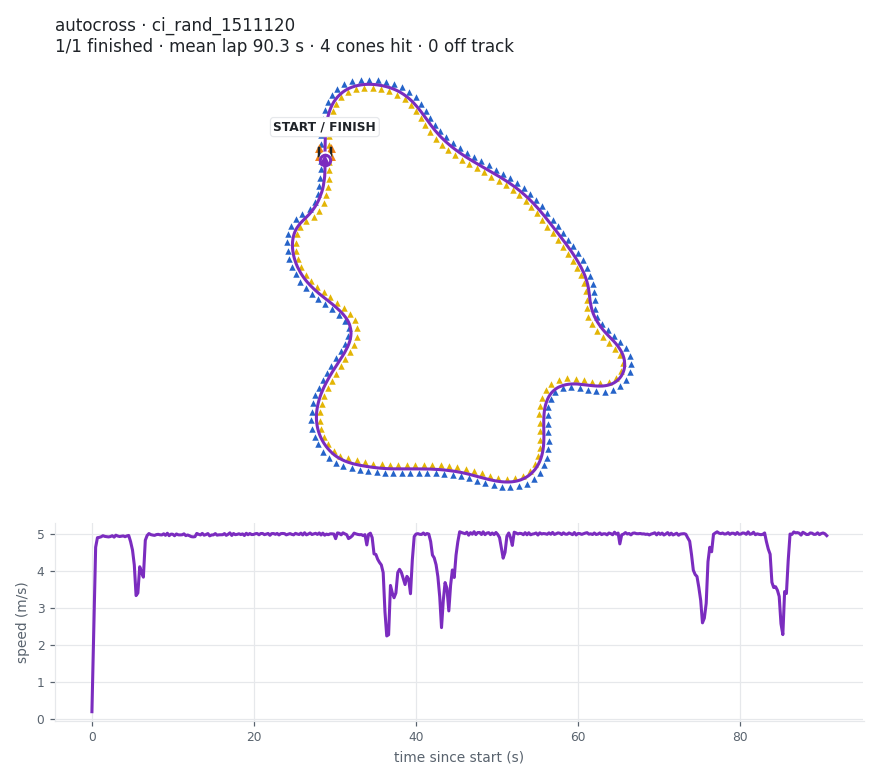 autocross · ci_rand_1511120
1/1 finished · mean lap 90.3 s · 4 cones hit · 0 off track
START / FINISH
5
4
3
2
1
0
speed (m/s)
0 20 40 60 80
time since start (s)